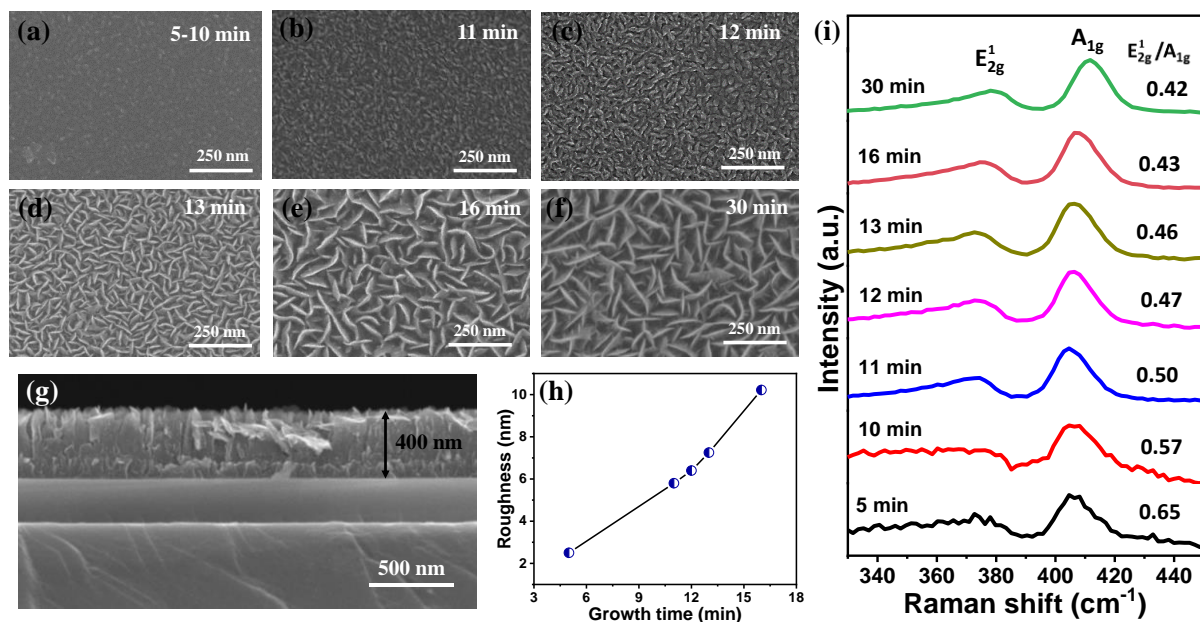 (a) 5-10 min
250 nm
(b) 11 min
250 nm
(c) 12 min
250 nm
(d) 13 min
250 nm
(e) 16 min
250 nm
(f) 30 min
250 nm
(g)
400 nm
500 nm
(h)
Roughness (nm)
10
8
6
4
2
3 6 9 12 15 18
Growth time (min)
(i)
E¹₂g A₁g E¹₂g/A₁g
30 min 0.42
16 min 0.43
13 min 0.46
12 min 0.47
11 min 0.50
10 min 0.57
5 min 0.65
Intensity (a.u.)
340 360 380 400 420 440
Raman shift (cm⁻¹)